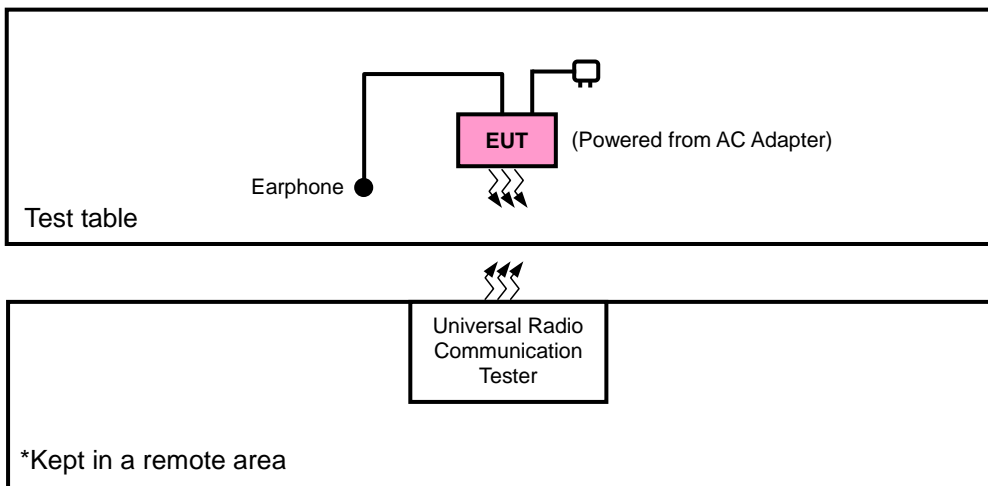 EUT
(Powered from AC Adapter)
Earphone
Test table
Universal Radio
Communication
Tester
*Kept in a remote area